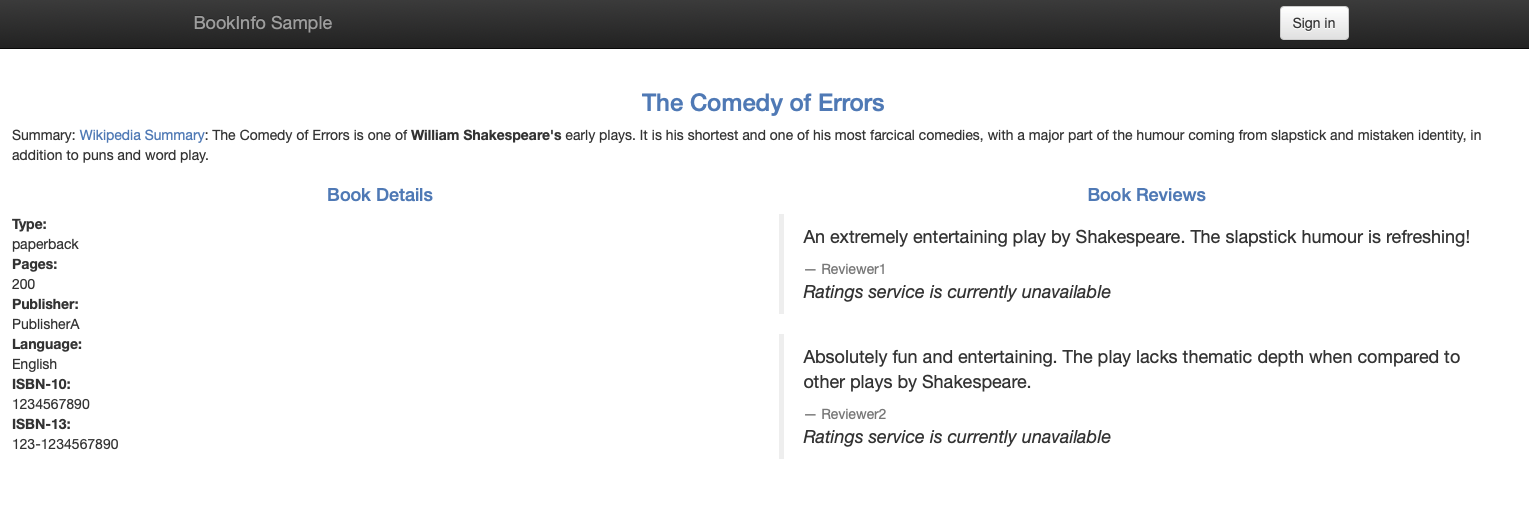 BookInfo Sample
Sign in
The Comedy of Errors
Summary: Wikipedia Summary: The Comedy of Errors is one of William Shakespeare's early plays. It is his shortest and one of his most farcical comedies, with a major part of the humour coming from slapstick and mistaken identity, in
addition to puns and word play.
Book Details
Type:
paperback
Pages:
200
Publisher:
PublisherA
Language:
English
ISBN-10:
1234567890
ISBN-13:
123-1234567890
Book Reviews
An extremely entertaining play by Shakespeare. The slapstick humour is refreshing!
— Reviewer1
Ratings service is currently unavailable
Absolutely fun and entertaining. The play lacks thematic depth when compared to
other plays by Shakespeare.
— Reviewer2
Ratings service is currently unavailable